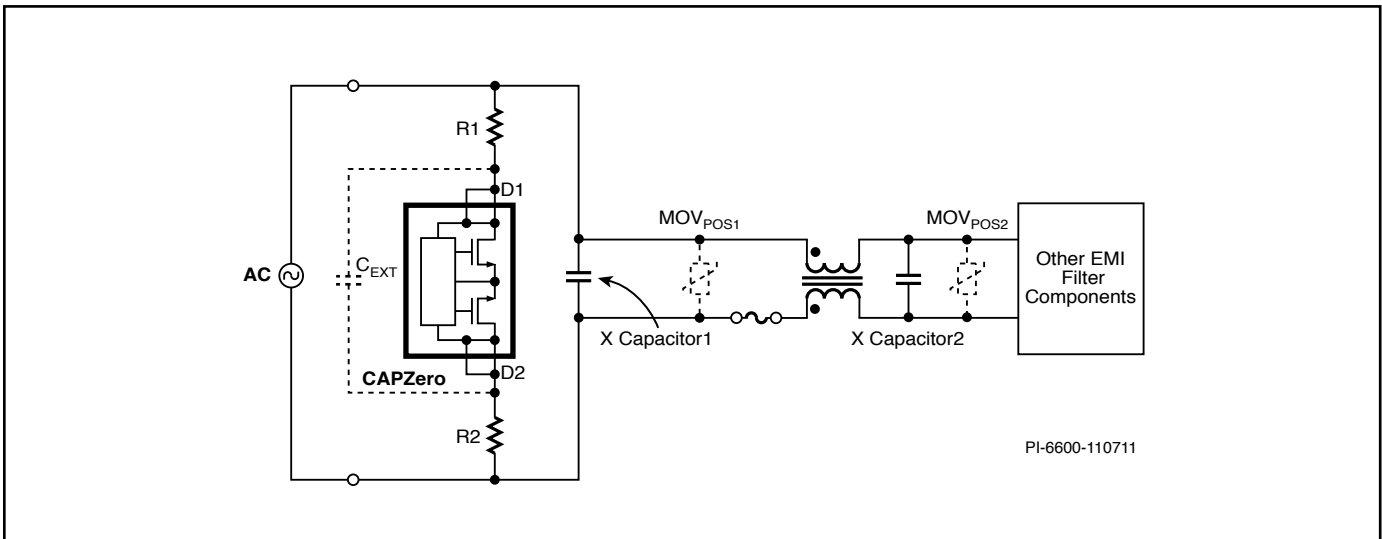 R1
D1
MOVPOS1
MOVPOS2
AC
CEXT
Other EMI
Filter
Components
X Capacitor1
X Capacitor2
CAPZero
D2
R2
PI-6600-110711